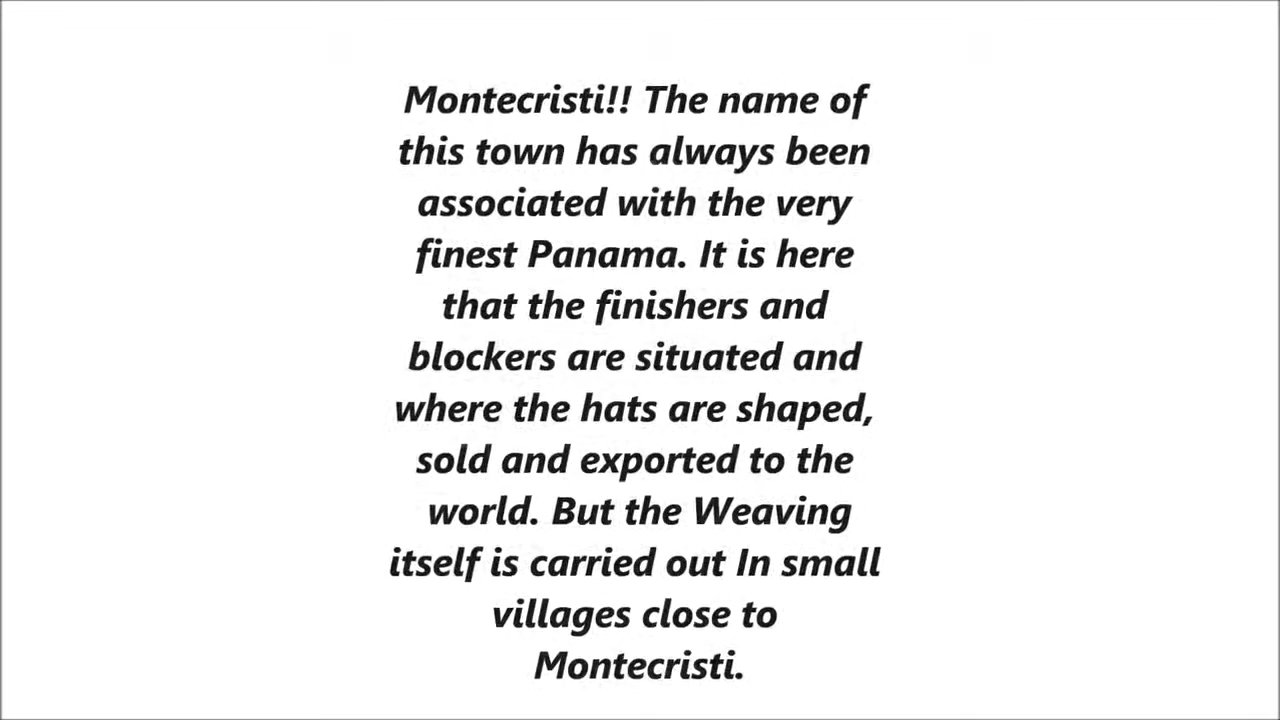 Montecristi!! The name of
this town has always been
associated with the very
finest Panama. It is here
that the finishers and
blockers are situated and
where the hats are shaped,
sold and exported to the
world. But the Weaving
itself is carried out In small
villages close to
Montecristi.